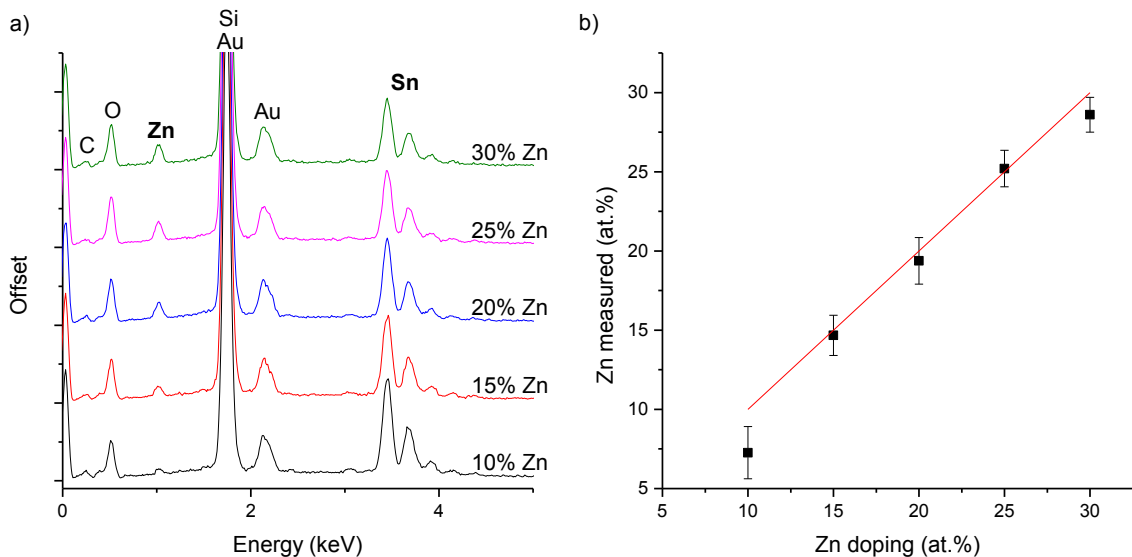 a)
Si
Au
C
O
Zn
Au
Sn
30% Zn
25% Zn
20% Zn
15% Zn
10% Zn
Offset
0
2
4
Energy (keV)
b)
30
25
20
15
10
5
Zn measured (at.%)
5
10
15
20
25
30
Zn doping (at.%)